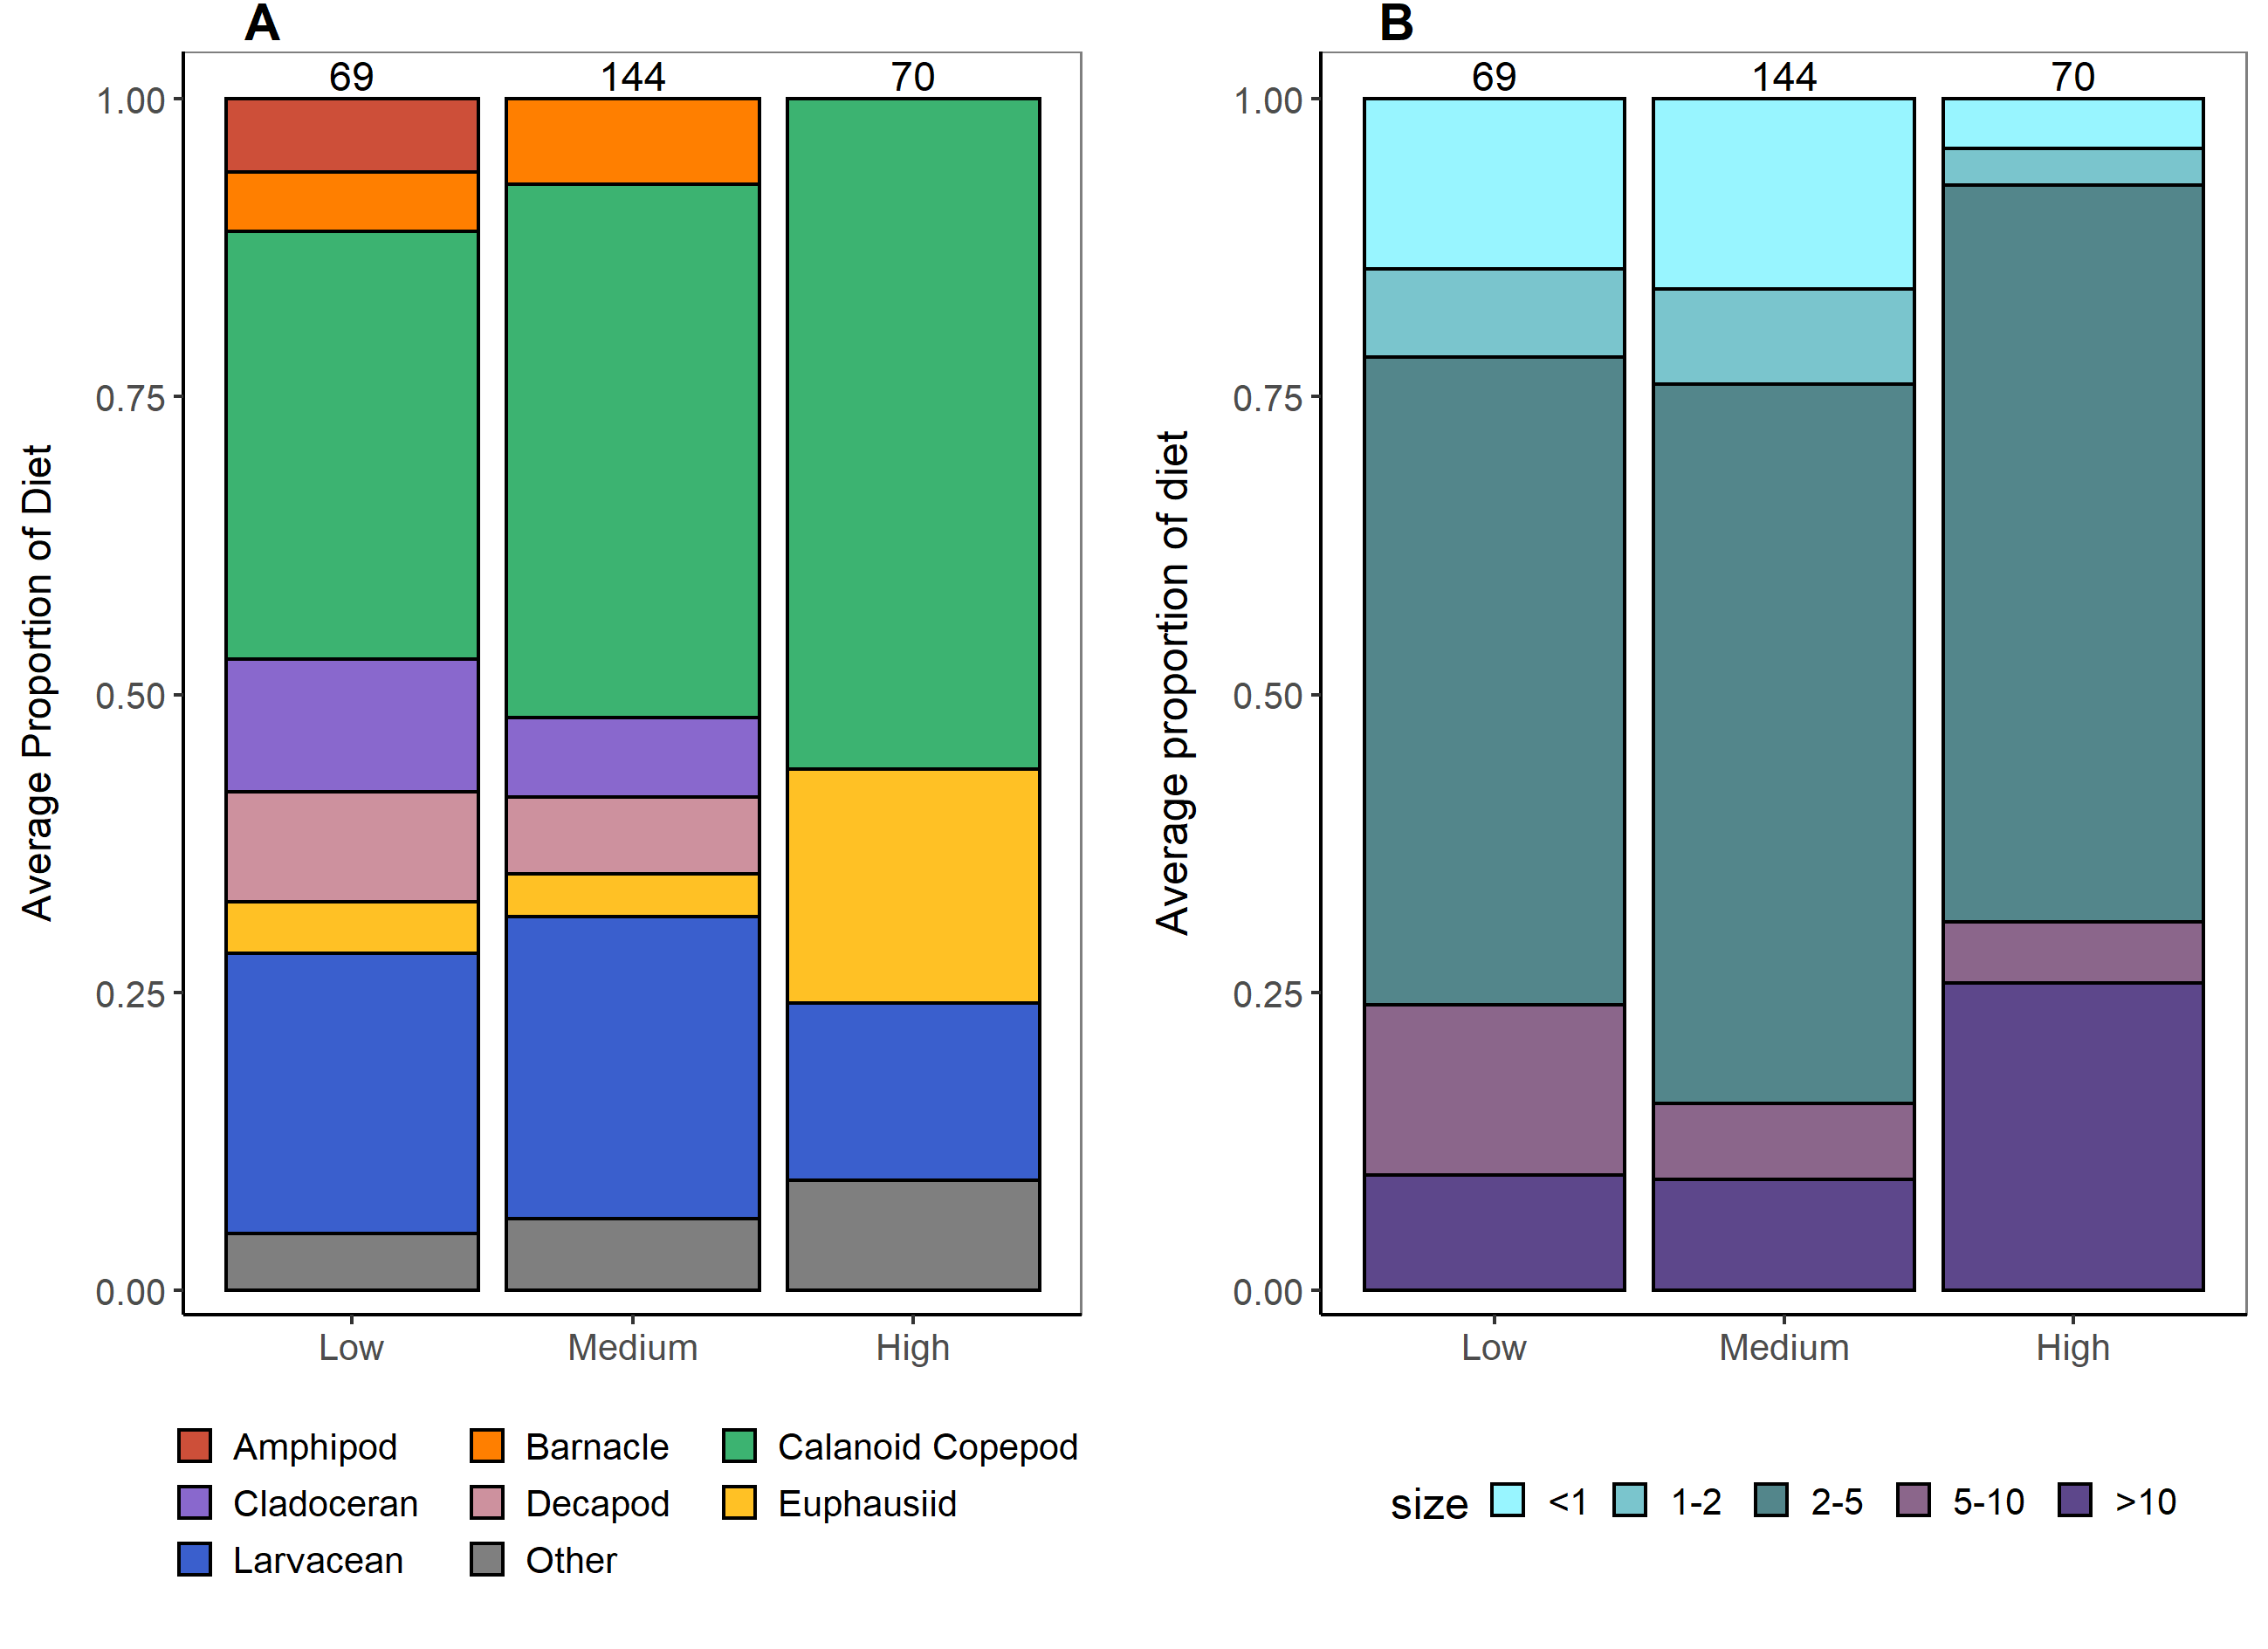 A
69 144 70
1.00
0.75
0.50
0.25
0.00
Average Proportion of Diet
Low Medium High
Amphipod Barnacle Calanoid Copepod
Cladoceran Decapod Euphausiid
Larvacean Other
B
69 144 70
1.00
0.75
0.50
0.25
0.00
Average proportion of diet
Low Medium High
size <1 1-2 2-5 5-10 >10